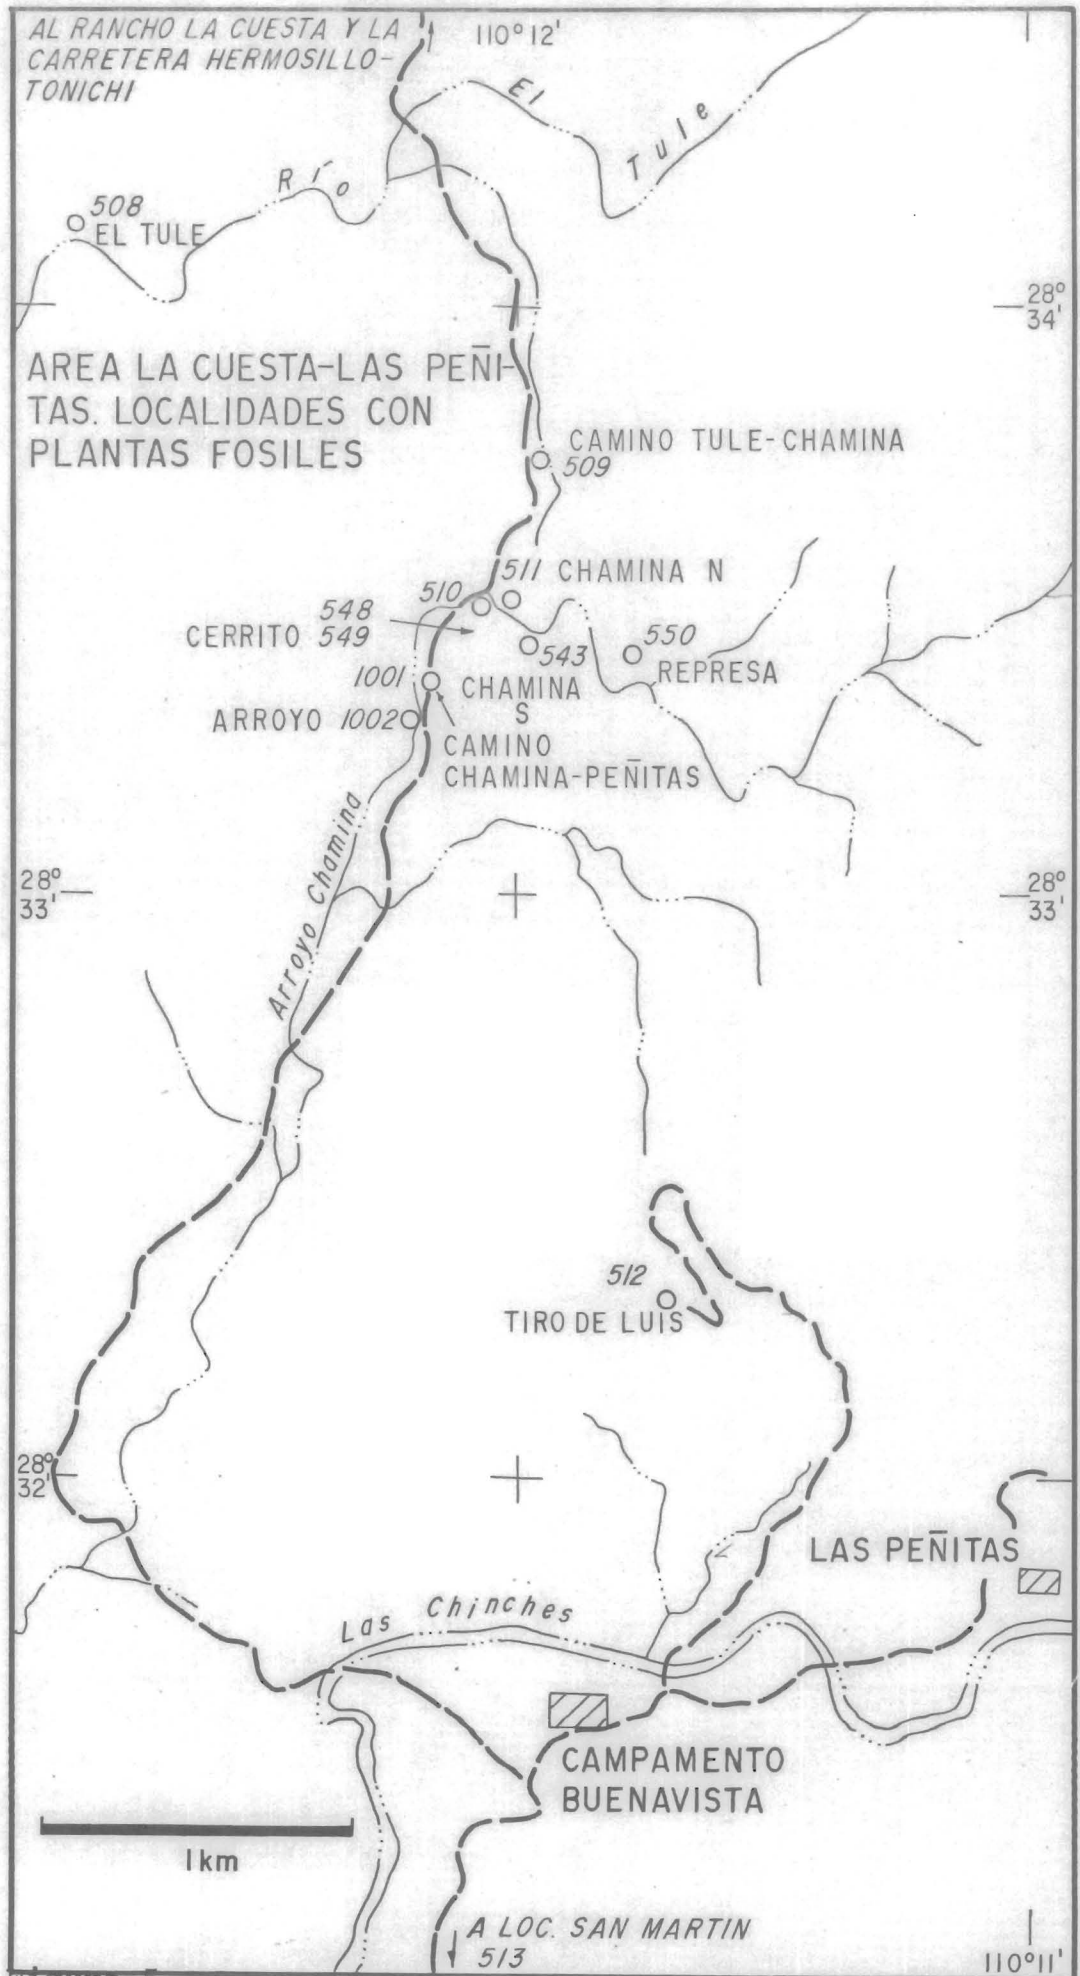 AL RANCHO LA CUESTA Y LA
CARRETERA HERMOSILLO-
TONICHI
110°12'
El
Tule
Río
508
EL TULE
28°
34'
AREA LA CUESTA-LAS PEÑI-
TAS. LOCALIDADES CON
PLANTAS FOSILES
CAMINO TULE-CHAMINA
509
511 CHAMINA N
510
548
CERRITO 549
543
550
REPRESA
1001
CHAMINA
S
ARROYO 1002
CAMINO
CHAMINA-PEÑITAS
Arroyo Chamina
28°
33'
28°
33'
512
TIRO DE LUIS
28°
32'
LAS PEÑITAS
Las Chinches
CAMPAMENTO
BUENAVISTA
1km
A LOC. SAN MARTIN
513
110°11'